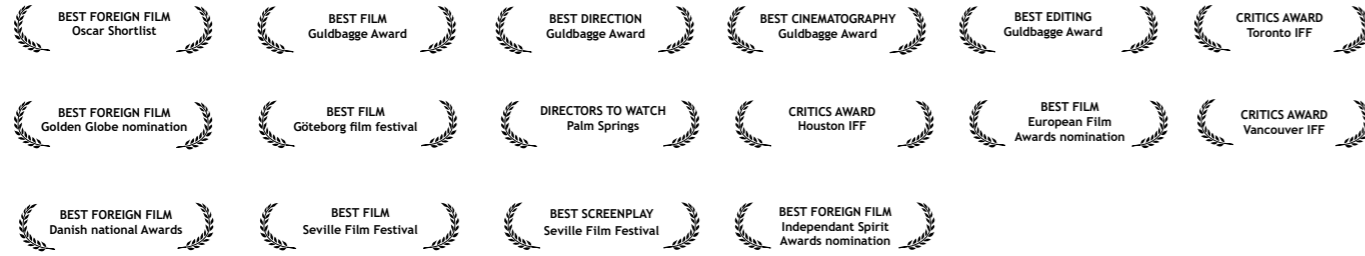 BEST FOREIGN FILM
Oscar Shortlist
BEST FILM
Guldbagge Award
BEST DIRECTION
Guldbagge Award
BEST CINEMATOGRAPHY
Guldbagge Award
BEST EDITING
Guldbagge Award
CRITICS AWARD
Toronto IFF
BEST FOREIGN FILM
Golden Globe nomination
BEST FILM
Göteborg film festival
DIRECTORS TO WATCH
Palm Springs
CRITICS AWARD
Houston IFF
BEST FILM
European Film
Awards nomination
CRITICS AWARD
Vancouver IFF
BEST FOREIGN FILM
Danish national Awards
BEST FILM
Seville Film Festival
BEST SCREENPLAY
Seville Film Festival
BEST FOREIGN FILM
Independant Spirit
Awards nomination